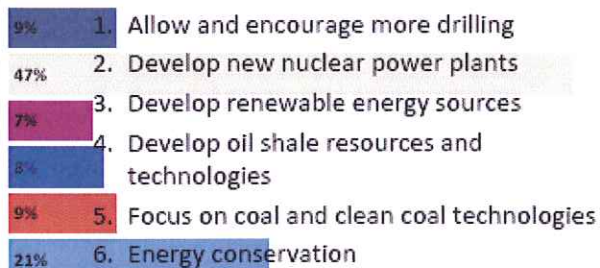 9% 1. Allow and encourage more drilling
47% 2. Develop new nuclear power plants
7% 3. Develop renewable energy sources
8% 4. Develop oil shale resources and
technologies
9% 5. Focus on coal and clean coal technologies
21% 6. Energy conservation